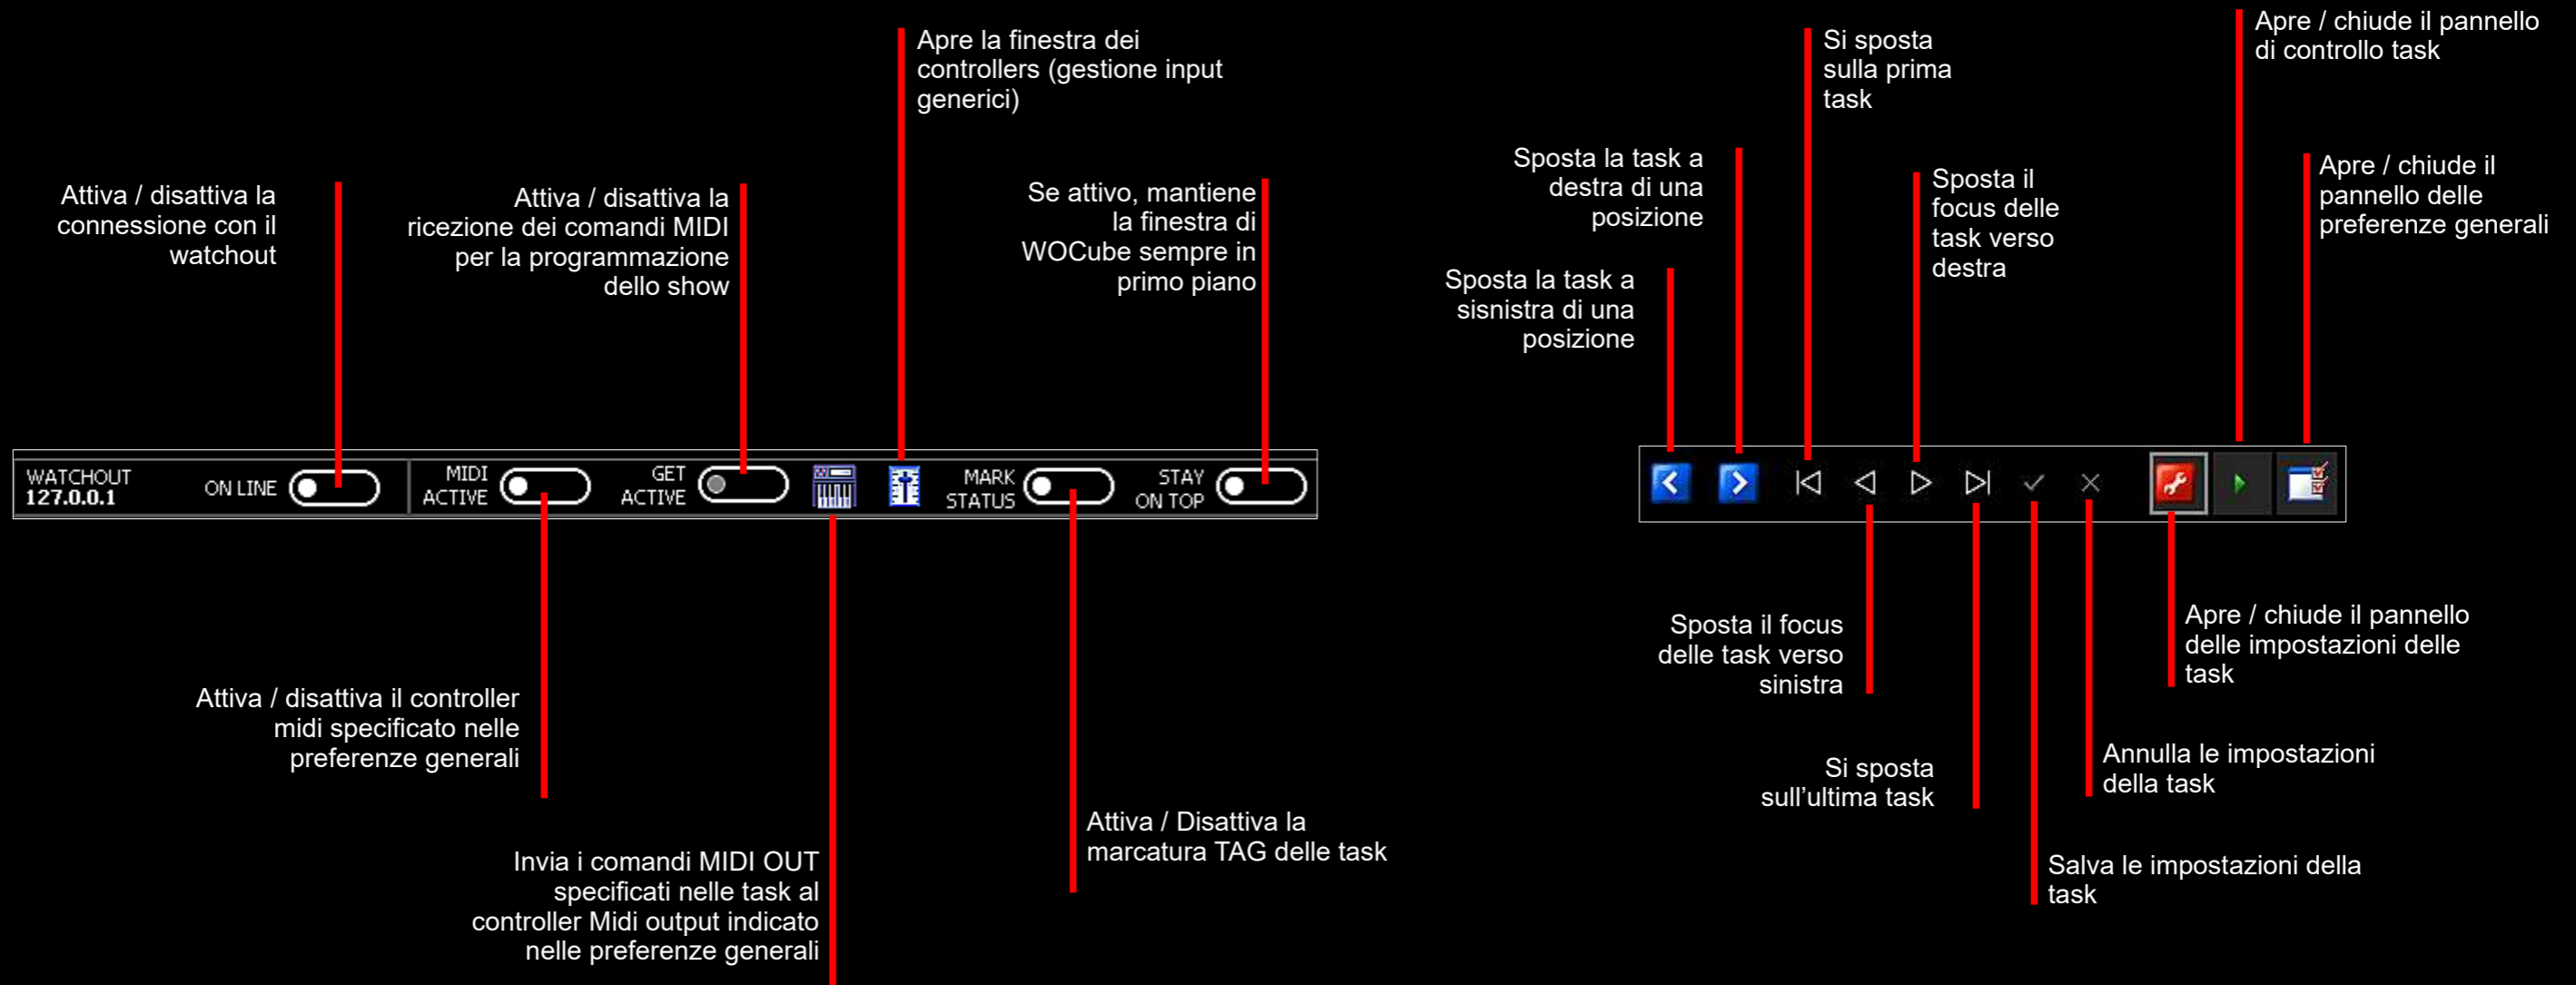 Apre la finestra dei
controllers (gestione input
generici)
Si sposta
sulla prima
task
Apre / chiude il pannello
di controllo task
Attiva / disattiva la
connessione con il
watchout
Attiva / disattiva la
ricezione dei comandi MIDI
per la programmazione
dello show
Se attivo, mantiene
la finestra di
WOCube sempre in
primo piano
Sposta la task a
destra di una
posizione
Sposta la task a
sisnistra di una
posizione
Sposta il
focus delle
task verso
destra
Apre / chiude il
pannello delle
preferenze generali
WATCHOUT
127.0.0.1
ON LINE
MIDI
ACTIVE
GET
ACTIVE
MARK
STATUS
STAY
ON TOP
Attiva / disattiva il controller
midi specificato nelle
preferenze generali
Invia i comandi MIDI OUT
specificati nelle task al
controller Midi output indicato
nelle preferenze generali
Attiva / Disattiva la
marcatura TAG delle task
Sposta il focus
delle task verso
sinistra
Si sposta
sull’ultima task
Apre / chiude il pannello
delle impostazioni delle
task
Annulla le impostazioni
della task
Salva le impostazioni della
task